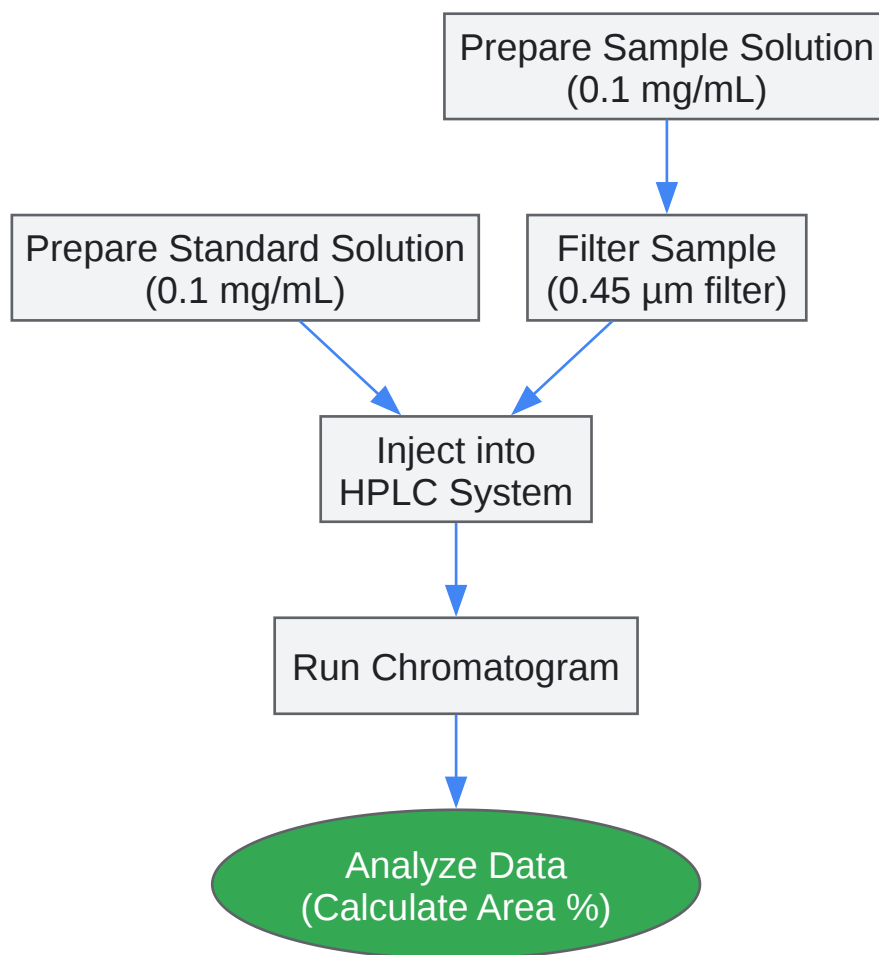 Prepare Sample Solution
(0.1 mg/mL)
Prepare Standard Solution
(0.1 mg/mL)
Filter Sample
(0.45 µm filter)
Inject into
HPLC System
Run Chromatogram
Analyze Data
(Calculate Area %)